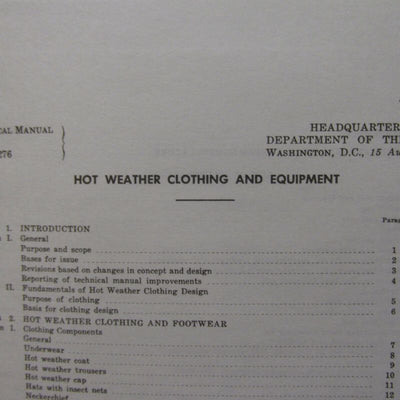 HEADQUARTER
CAL MANUAL
DEPARTMENT OF THE
276
WASHINGTON, D.C., 15 Au
HOT WEATHER CLOTHING AND EQUIPMENT
Para
1. INTRODUCTION
I. General
Purpose and scope 1
Bases for issue 2
Revisions based on changes in concept and design 3
Reporting of technical manual improvements 4
II. Fundamentals of Hot Weather Clothing Design
Purpose of clothing 5
Basis for clothing design 6
2. HOT WEATHER CLOTHING AND FOOTWEAR
1. Clothing Components
General 7
Underwear 8
Hot weather coat 9
Hot weather trousers 10
Hot weather cap 11
Hats with insect nets 12
Neckerchief